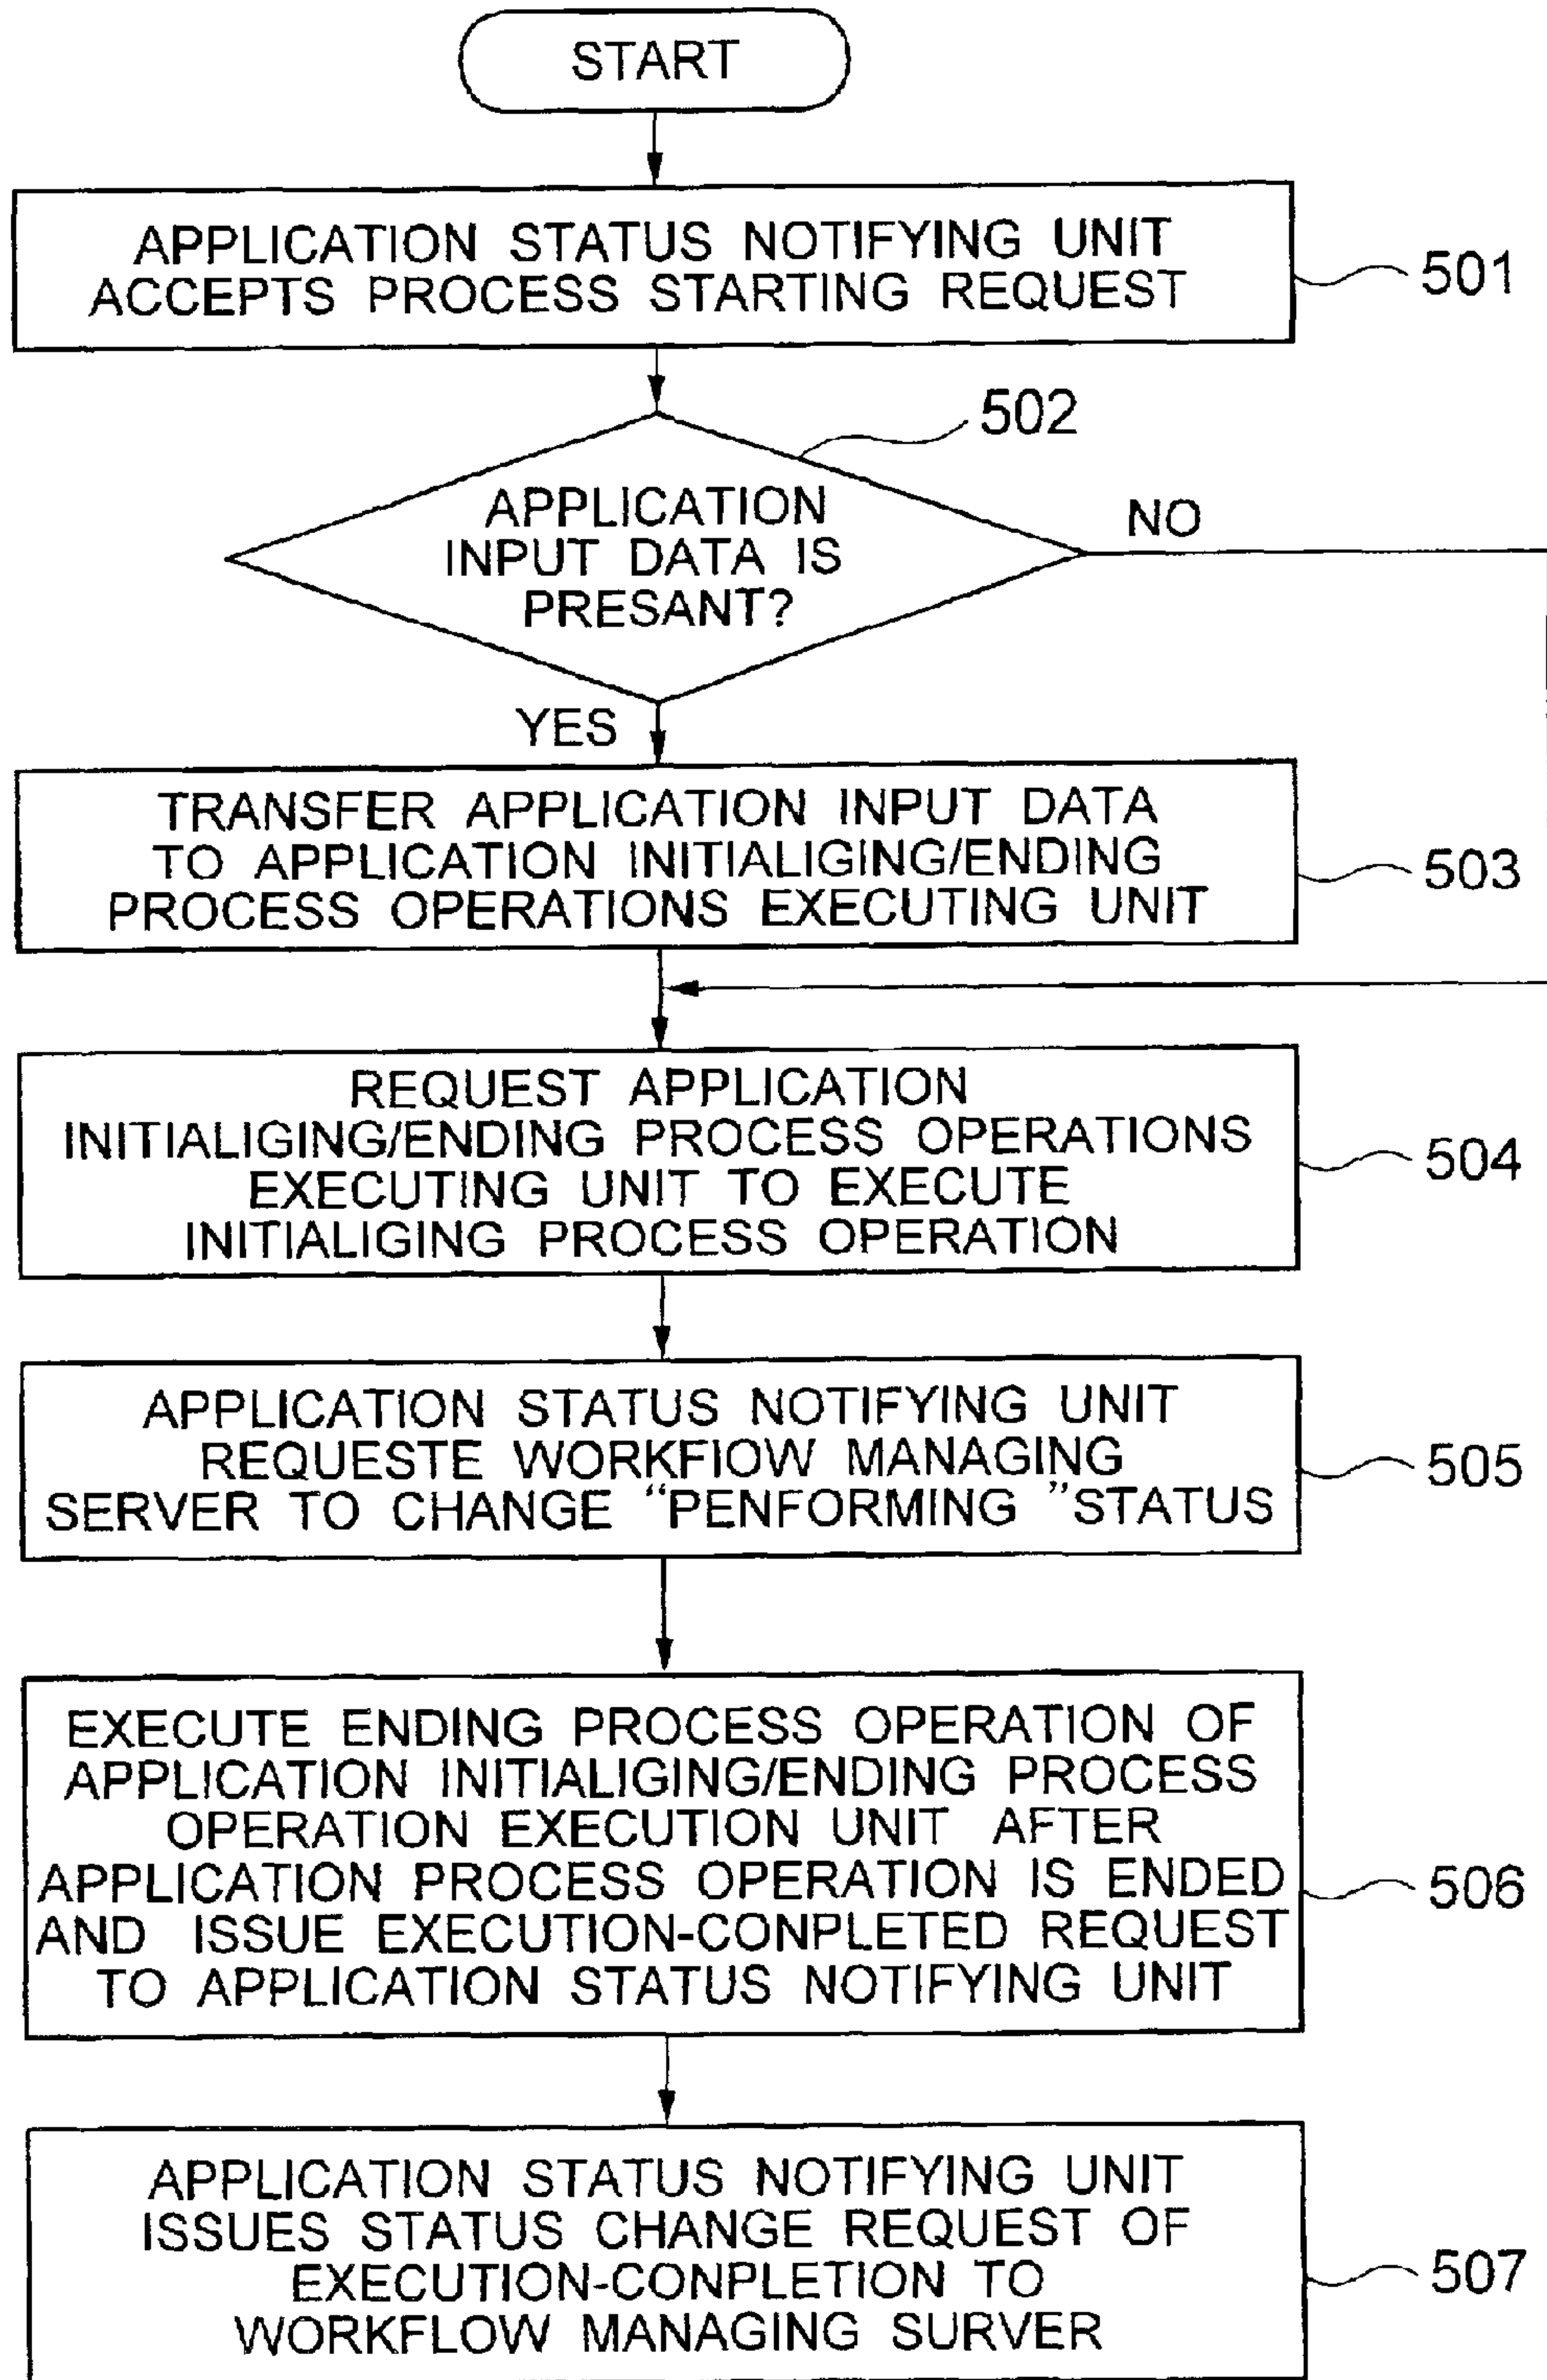 START
APPLICATION STATUS NOTIFYING UNIT
ACCEPTS PROCESS STARTING REQUEST
501
502
APPLICATION
INPUT DATA IS
PRESANT?
NO
YES
TRANSFER APPLICATION INPUT DATA
TO APPLICATION INITIALIGING/ENDING
PROCESS OPERATIONS EXECUTING UNIT
503
REQUEST APPLICATION
INITIALIGING/ENDING PROCESS OPERATIONS
EXECUTING UNIT TO EXECUTE
INITIALIGING PROCESS OPERATION
504
APPLICATION STATUS NOTIFYING UNIT
REQUESTE WORKFIOW MANAGING
SERVER TO CHANGE “PENFORMING ”STATUS
505
EXECUTE ENDING PROCESS OPERATION OF
APPLICATION INITIALIGING/ENDING PROCESS
OPERATION EXECUTION UNIT AFTER
APPLICATION PROCESS OPERATION IS ENDED
AND ISSUE EXECUTION-CONPLETED REQUEST
TO APPLICATION STATUS NOTIFYING UNIT
506
APPLICATION STATUS NOTIFYING UNIT
ISSUES STATUS CHANGE REQUEST OF
EXECUTION-CONPLETION TO
WORKFLOW MANAGING SURVER
507